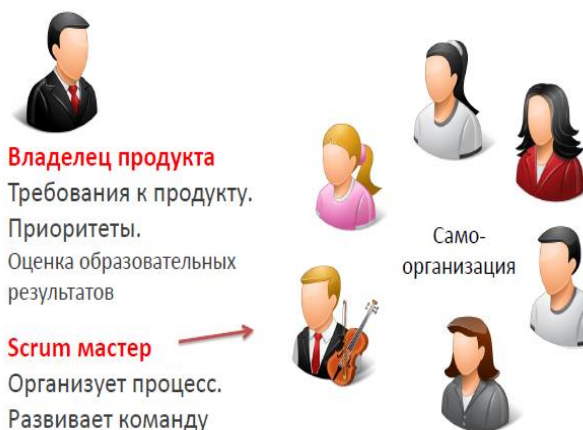 Владелец продукта
Требования к продукту.
Приоритеты.
Оценка образовательных
результатов
Само-
организация
Scrum мастер
Организует процесс.
Развивает команду